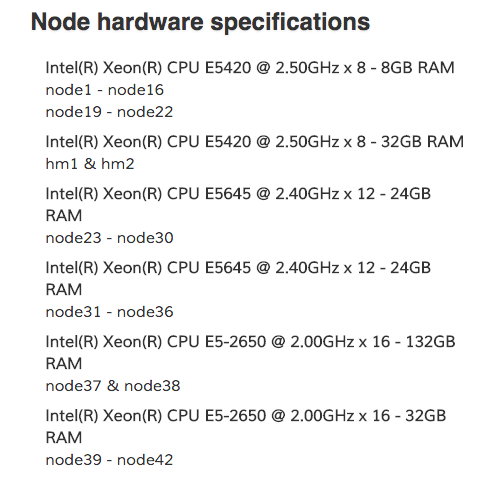 Node hardware specifications
Intel(R) Xeon(R) CPU E5420 @ 2.50GHz x 8 - 8GB RAM
node1 - node16
node19 - node22
Intel(R) Xeon(R) CPU E5420 @ 2.50GHz x 8 - 32GB RAM
hm1 & hm2
Intel(R) Xeon(R) CPU E5645 @ 2.40GHz x 12 - 24GB
RAM
node23 - node30
Intel(R) Xeon(R) CPU E5645 @ 2.40GHz x 12 - 24GB
RAM
node31 - node36
Intel(R) Xeon(R) CPU E5-2650 @ 2.00GHz x 16 - 132GB
RAM
node37 & node38
Intel(R) Xeon(R) CPU E5-2650 @ 2.00GHz x 16 - 32GB
RAM
node39 - node42